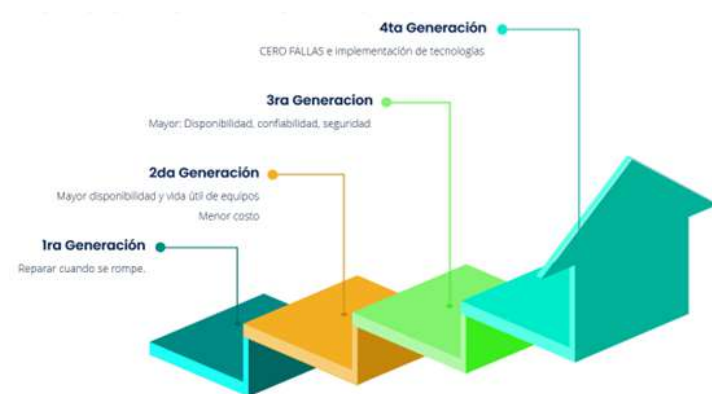 4ta Generación
CERO FALLAS e implementación de tecnologías
3ra Generacion
Mayor: Disponibilidad, confiabilidad, seguridad
2da Generación
Mayor disponibilidad y vida útil de equipos
Menor costo
1ra Generación
Reparar cuando se rompe.